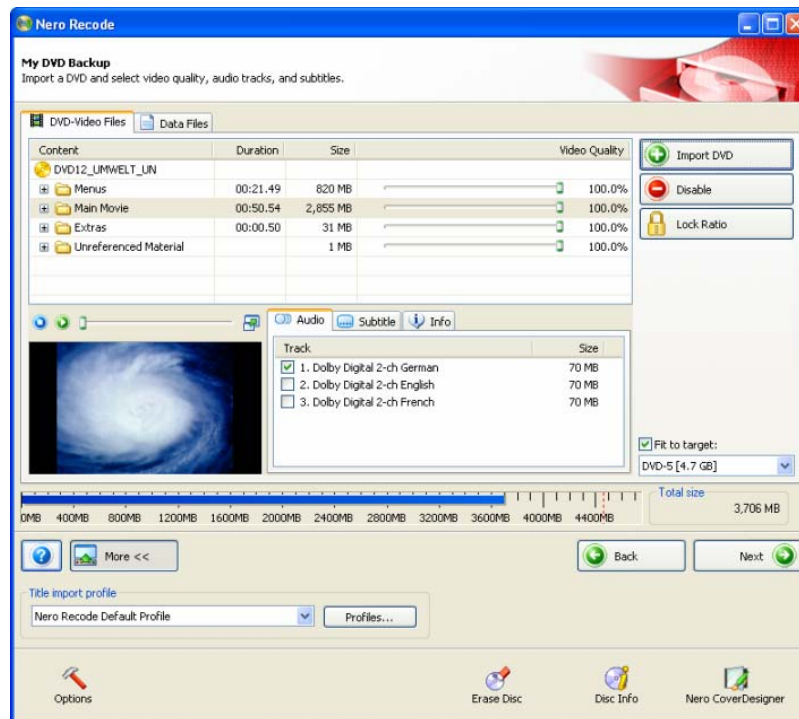 Nero Recode
My DVD Backup
Import a DVD and select video quality, audio tracks, and subtitles.
DVD-Video Files Data Files
Content Duration Size Video Quality
DVD12_UMWELT_UN
Menus 00:21.49 820 MB 100.0%
Main Movie 00:50.54 2,855 MB 100.0%
Extras 00:00.50 31 MB 100.0%
Unreferenced Material 1 MB 100.0%
Import DVD
Disable
Lock Ratio
Audio Subtitle Info
Track Size
1. Dolby Digital 2-ch German 70 MB
2. Dolby Digital 2-ch English 70 MB
3. Dolby Digital 2-ch French 70 MB
Fit to target:
DVD-5 [4.7 GB]
0MB 400MB 800MB 1200MB 1600MB 2000MB 2400MB 2800MB 3200MB 3600MB 4000MB 4400MB
Total size
3,706 MB
More <<
Back
Next
Title import profile
Nero Recode Default Profile
Profiles...
Options
Erase Disc
Disc Info
Nero CoverDesigner